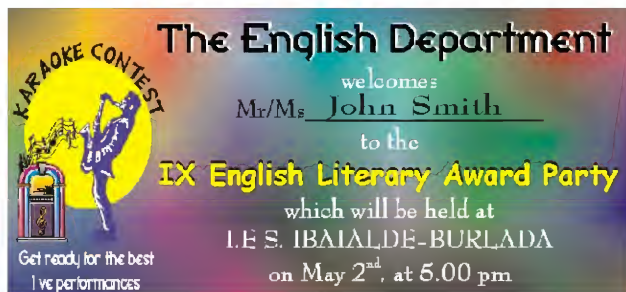 KARAOKE CONTEST
The English Department
welcomes
Mr/Ms John Smith
to the
IX English Literary Award Party
which will be held at
I.E S. IBAIALDE-BURLADA
on May 2nd, at 5.00 pm
Get ready for the best
l ve performances